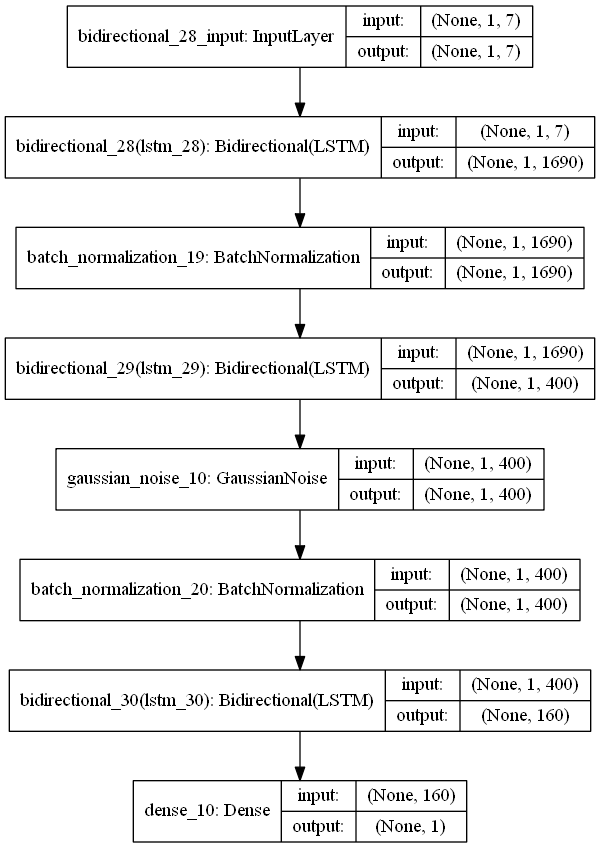 bidirectional_28_input: InputLayer
input: (None, 1, 7)
output: (None, 1, 7)
bidirectional_28(lstm_28): Bidirectional(LSTM)
input: (None, 1, 7)
output: (None, 1, 1690)
batch_normalization_19: BatchNormalization
input: (None, 1, 1690)
output: (None, 1, 1690)
bidirectional_29(lstm_29): Bidirectional(LSTM)
input: (None, 1, 1690)
output: (None, 1, 400)
gaussian_noise_10: GaussianNoise
input: (None, 1, 400)
output: (None, 1, 400)
batch_normalization_20: BatchNormalization
input: (None, 1, 400)
output: (None, 1, 400)
bidirectional_30(lstm_30): Bidirectional(LSTM)
input: (None, 1, 400)
output: (None, 160)
dense_10: Dense
input: (None, 160)
output: (None, 1)